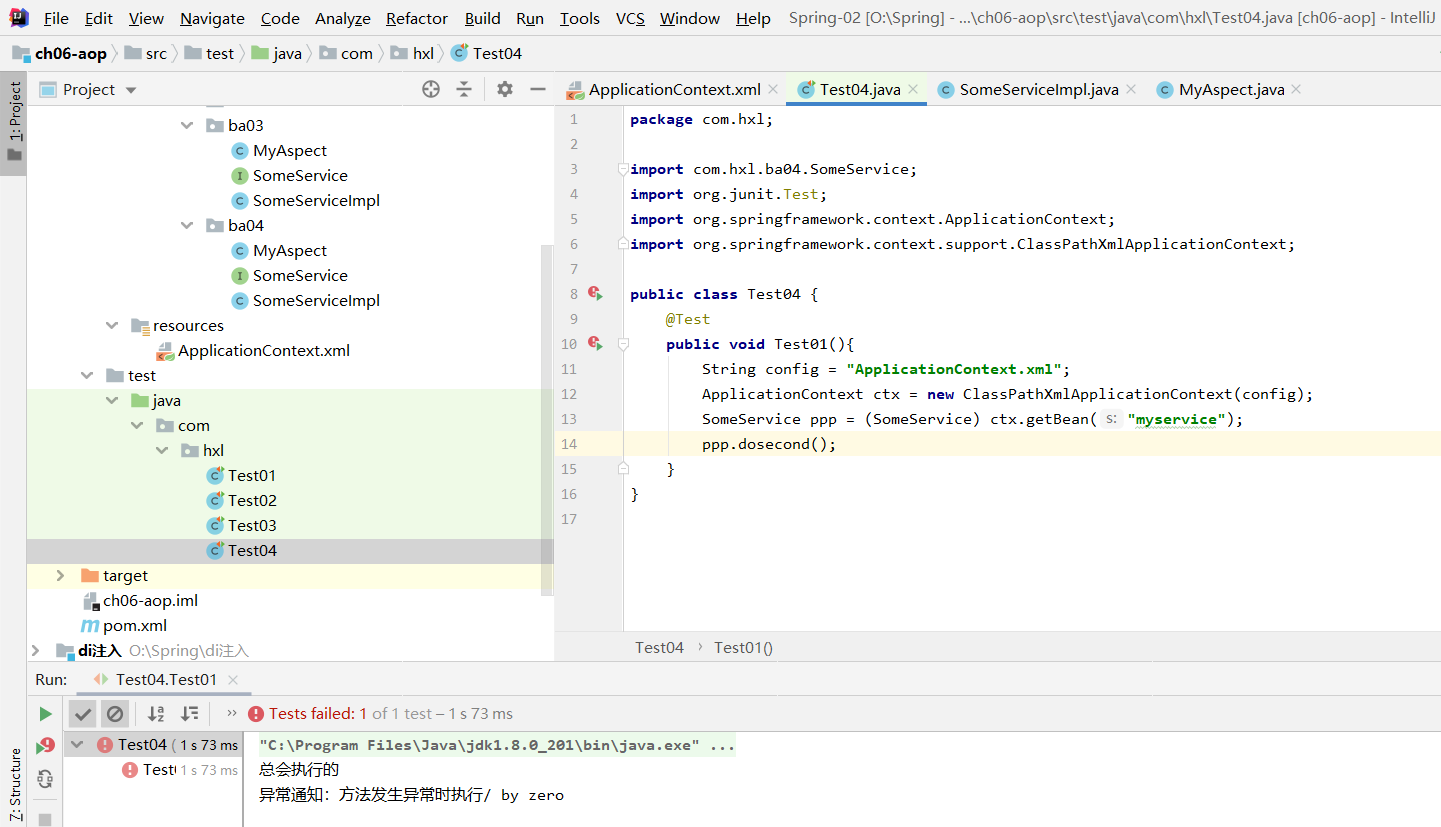 File Edit View Navigate Code Analyze Refactor Build Run Tools VCS Window Help Spring-02 [O:\Spring] - ...\ch06-aop\src\test\java\com\hxl\Test04.java [ch06-aop] - IntelliJ
ch06-aop src test java com hxl Test04
1: Project
Project
ApplicationContext.xml Test04.java SomeServiceImpl.java MyAspect.java
ba03
MyAspect
SomeService
SomeServiceImpl
ba04
MyAspect
SomeService
SomeServiceImpl
resources
ApplicationContext.xml
test
java
com
hxl
Test01
Test02
Test03
Test04
target
ch06-aop.iml
pom.xml
di注入 O:\Spring\di注入
1 package com.hxl;
2
3 import com.hxl.ba04.SomeService;
4 import org.junit.Test;
5 import org.springframework.context.ApplicationContext;
6 import org.springframework.context.support.ClassPathXmlApplicationContext;
7
8 public class Test04 {
9 @Test
10 public void Test01(){
11 String config = "ApplicationContext.xml";
12 ApplicationContext ctx = new ClassPathXmlApplicationContext(config);
13 SomeService ppp = (SomeService) ctx.getBean( s: "myservice");
14 ppp.dosecond();
15 }
16 }
17
Test04 › Test01()
Run: Test04.Test01
» Tests failed: 1 of 1 test – 1 s 73 ms
Test04 ( 1 s 73 ms
Test 1 s 73 ms
"C:\Program Files\Java\jdk1.8.0_201\bin\java.exe" ...
总会执行的
异常通知：方法发生异常时执行/ by zero
Z: Structure